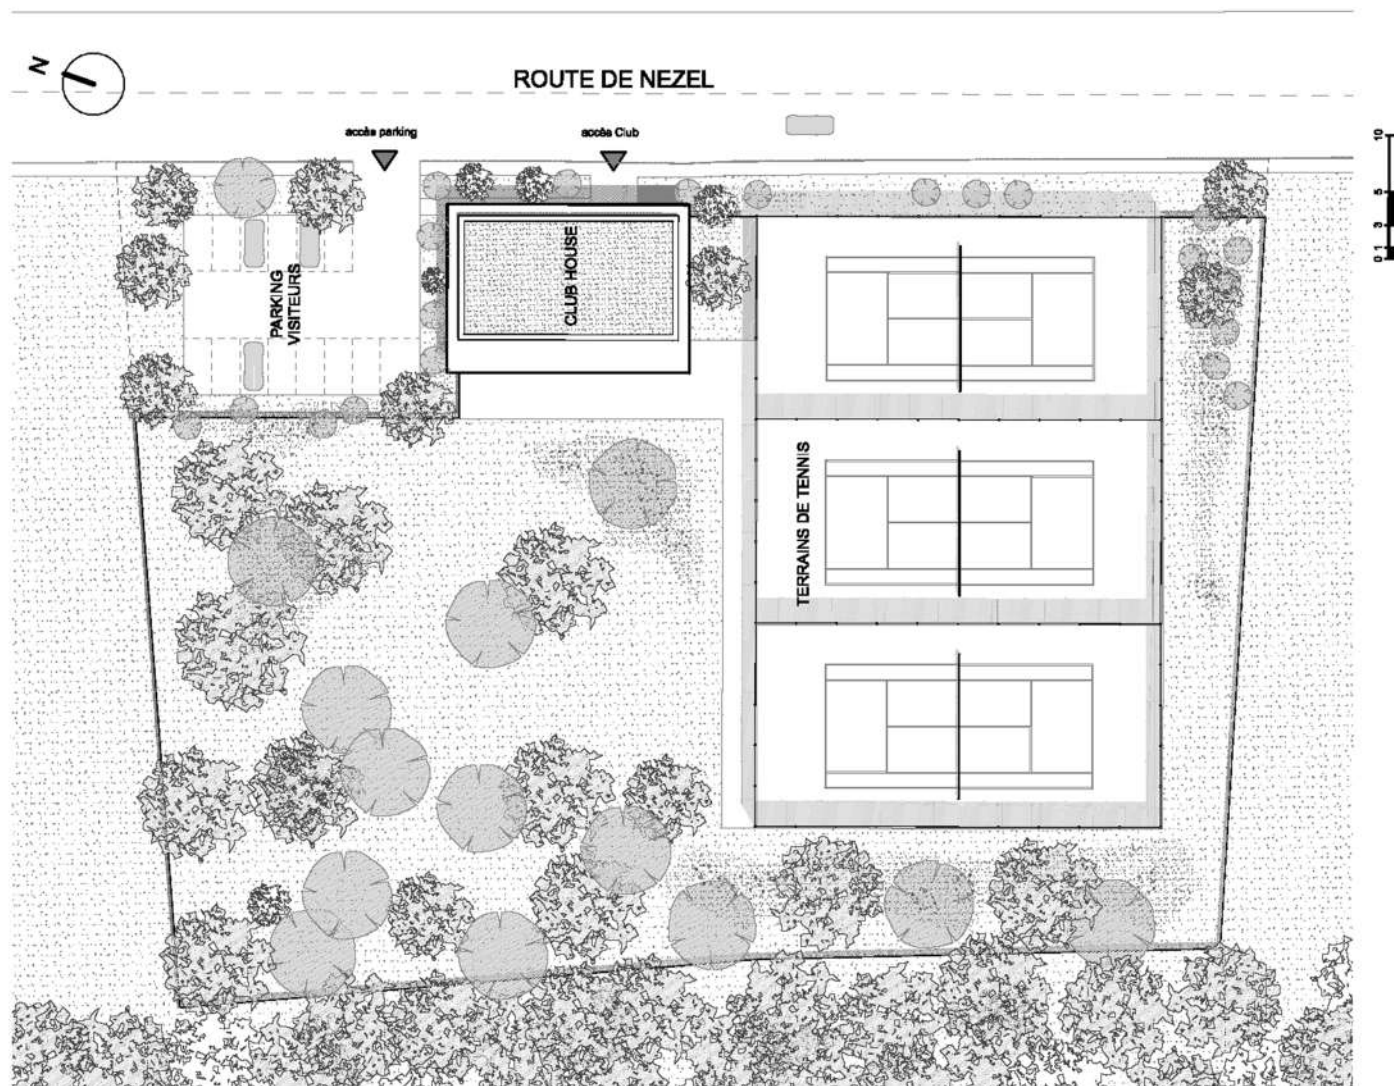 N
ROUTE DE NEZEL
accès parking
accès Club
10
5
3
1
0
PARKING
VISITEURS
CLUB HOUSE
TERRAINS DE TENNIS